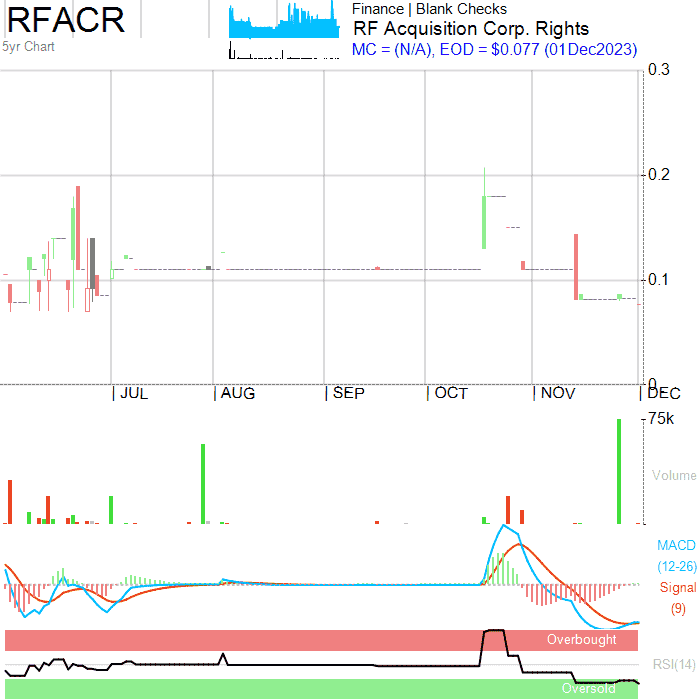 RFACR
5yr Chart
Finance | Blank Checks
RF Acquisition Corp. Rights
MC = (N/A), EOD = $0.077 (01Dec2023)
0.3
0.2
0.1
0
JUL
AUG
SEP
OCT
NOV
DEC
75k
Volume
MACD
(12-26)
Signal
(9)
Overbought
RSI(14)
Oversold